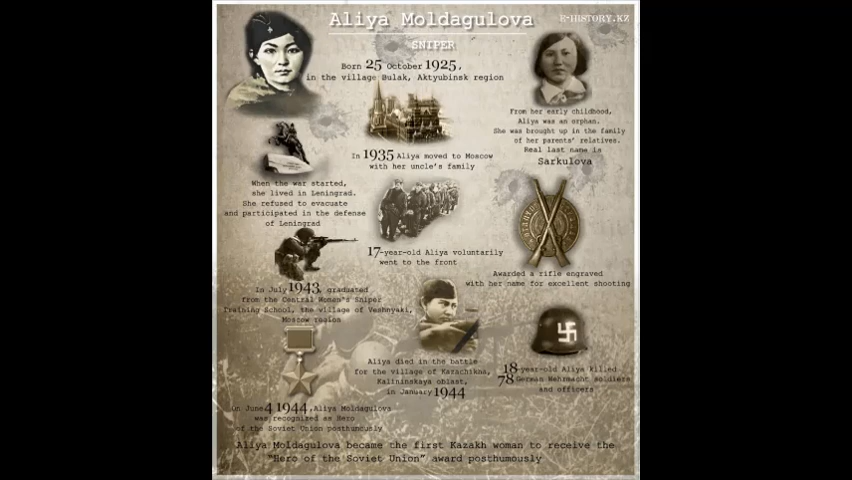 Aliya Moldagulova
E-HISTORY.KZ
SNIPER
Born 25 October 1925,
in the village Bulak, Aktyubinsk region
From her early childhood,
Aliya was an orphan.
She was brought up in the family
of her parents' relatives.
Real last name is
Sarkulova
In 1935 Aliya moved to Moscow
with her uncle's family
When the war started,
she lived in Leningrad.
She refused to evacuate
and participated in the defense
of Leningrad
17-year-old Aliya voluntarily
went to the front
Awarded a rifle engraved
with her name for excellent shooting
In July 1943, graduated
from the Central Woman's Sniper
Training School, the village of Veshnyaki,
Moscow region
Aliya died in the battle
for the village of Kazachikha,
Kalininskaya oblast,
in January 1944
18-year-old Aliya killed
78 German Wehrmacht soldiers
and officers
On June 4 1944, Aliya Moldagulova
was recognized as Hero
of the Soviet Union posthumously
Aliya Moldagulova became the first Kazakh woman to receive the
"Hero of the Soviet Union" award posthumously